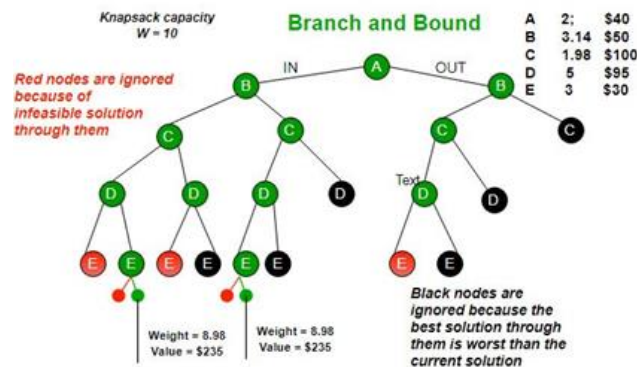 Knapsack capacity
W = 10
Branch and Bound
A 2; $40
B 3.14 $50
C 1.98 $100
D 5 $95
E 3 $30
Red nodes are ignored
because of
infeasible solution
through them
IN
OUT
A
B
B
C
C
C
C
D
D
D
D
Text
D
D
E
E
E
E
E
E
E
E
Weight = 8.98
Value = $235
Weight = 8.98
Value = $235
Black nodes are
ignored because the
best solution through
them is worst than the
current solution